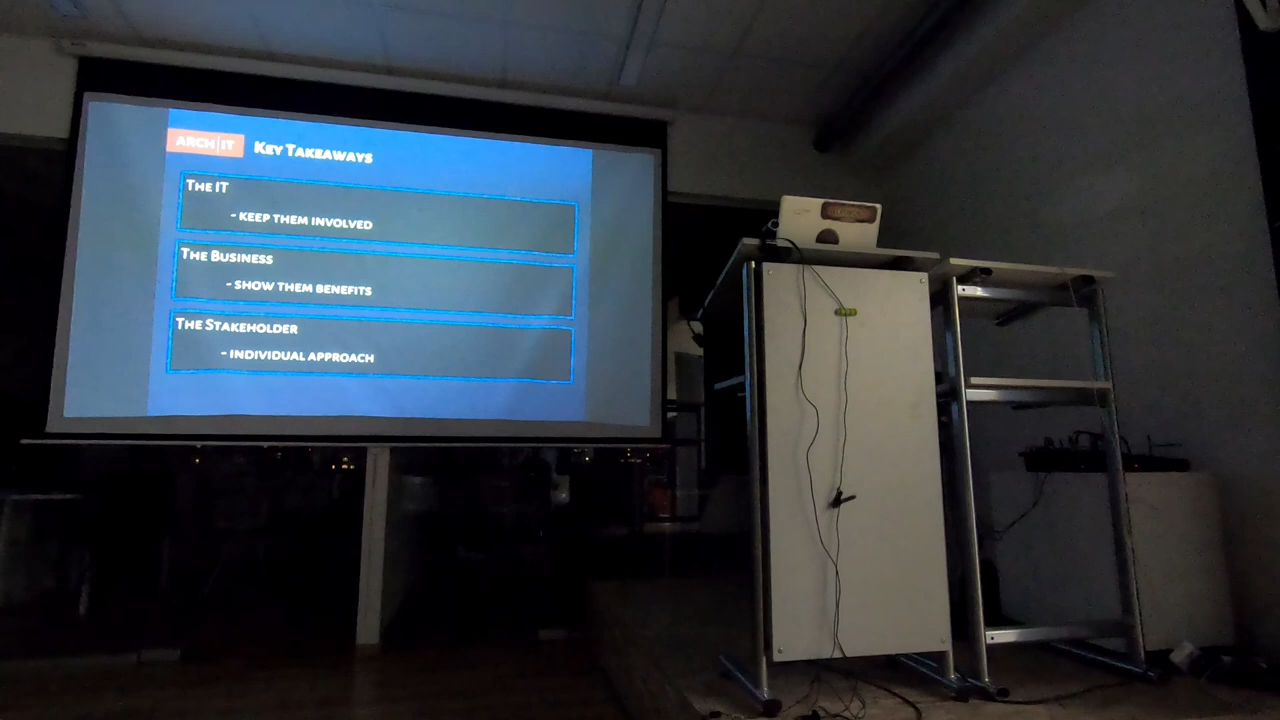 ARCH|IT
Key Takeaways
The IT
- keep them involved
The Business
- show them benefits
The Stakeholder
- individual approach